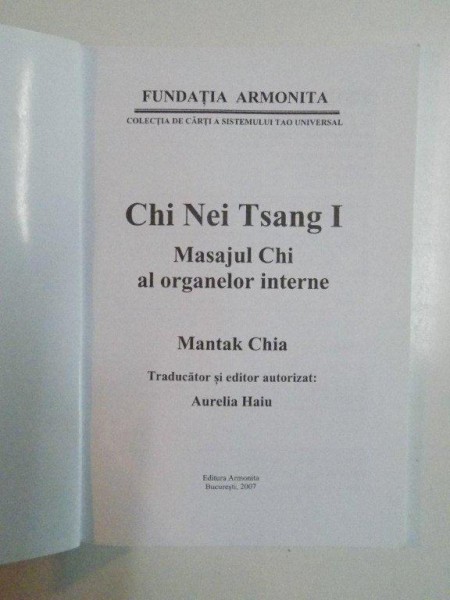 FUNDAȚIA ARMONITA
COLECȚIA DE CĂRȚI A SISTEMULUI TAO UNIVERSAL
Chi Nei Tsang I
Masajul Chi
al organelor interne
Mantak Chia
Traducător și editor autorizat:
Aurelia Haiu
Editura Armonita
București, 2007